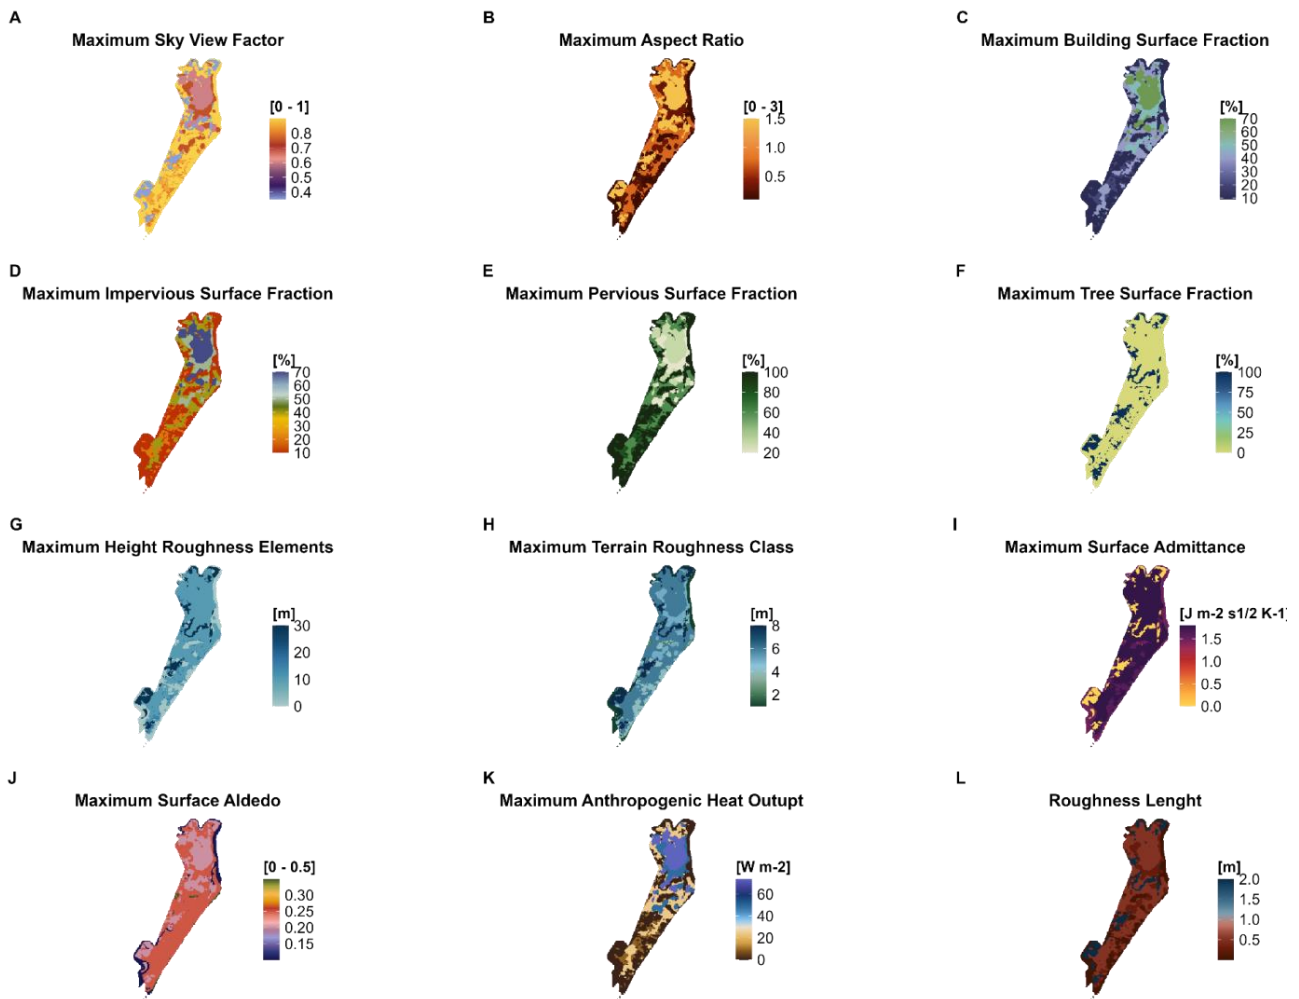 A
Maximum Sky View Factor
[0 - 1]
0.8
0.7
0.6
0.5
0.4
B
Maximum Aspect Ratio
[0 - 3]
1.5
1.0
0.5
C
Maximum Building Surface Fraction
[%]
70
60
50
40
30
20
10
D
Maximum Impervious Surface Fraction
[%]
70
60
50
40
30
20
10
E
Maximum Pervious Surface Fraction
[%]
100
80
60
40
20
F
Maximum Tree Surface Fraction
[%]
100
75
50
25
0
G
Maximum Height Roughness Elements
[m]
30
20
10
0
H
Maximum Terrain Roughness Class
[m]
8
6
4
2
I
Maximum Surface Admittance
[J m-2 s1/2 K-1]
1.5
1.0
0.5
0.0
J
Maximum Surface Aldedo
[0 - 0.5]
0.30
0.25
0.20
0.15
K
Maximum Anthropogenic Heat Outupt
[W m-2]
60
40
20
0
L
Roughness Lenght
[m]
2.0
1.5
1.0
0.5